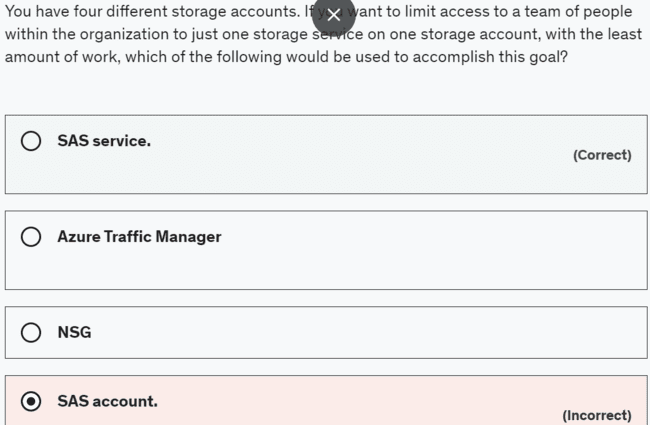 You have four different storage accounts. If you want to limit access to a team of people
within the organization to just one storage service on one storage account, with the least
amount of work, which of the following would be used to accomplish this goal?
SAS service.
(Correct)
Azure Traffic Manager
NSG
SAS account.
(Incorrect)